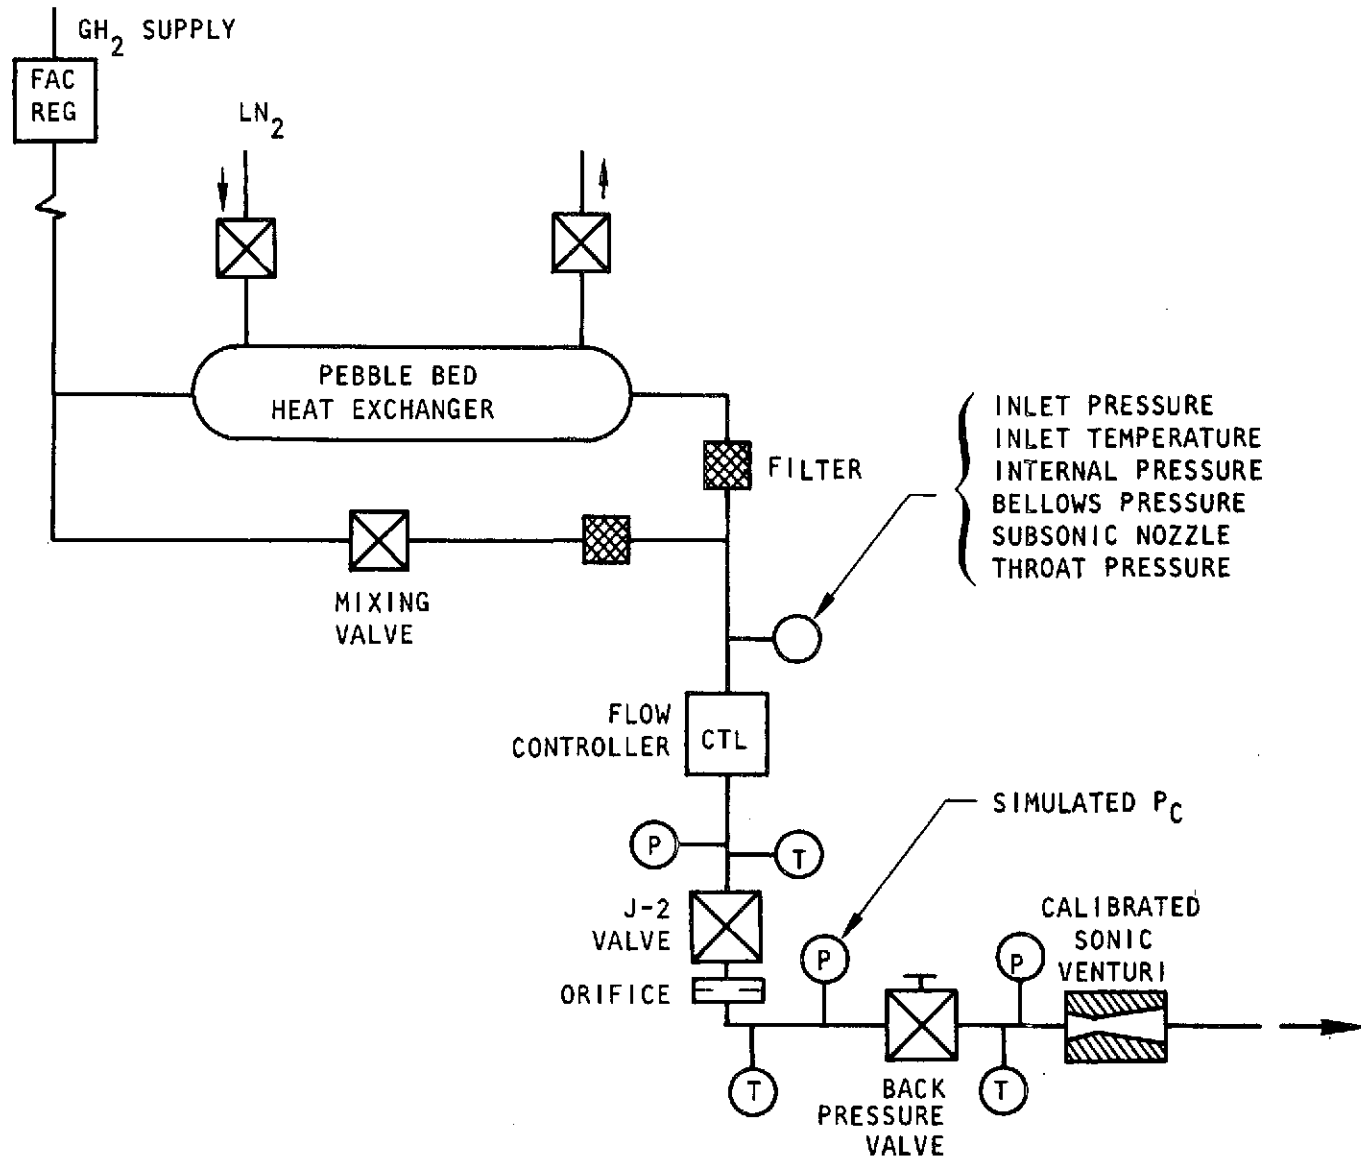 GH2 SUPPLY
FAC
REG
LN2
PEBBLE BED
HEAT EXCHANGER
FILTER
INLET PRESSURE
INLET TEMPERATURE
INTERNAL PRESSURE
BELLOWS PRESSURE
SUBSONIC NOZZLE
THROAT PRESSURE
MIXING
VALVE
FLOW
CONTROLLER
CTL
SIMULATED PC
P
T
J-2
VALVE
ORIFICE
P
P
CALIBRATED
SONIC
VENTURI
T
T
BACK
PRESSURE
VALVE